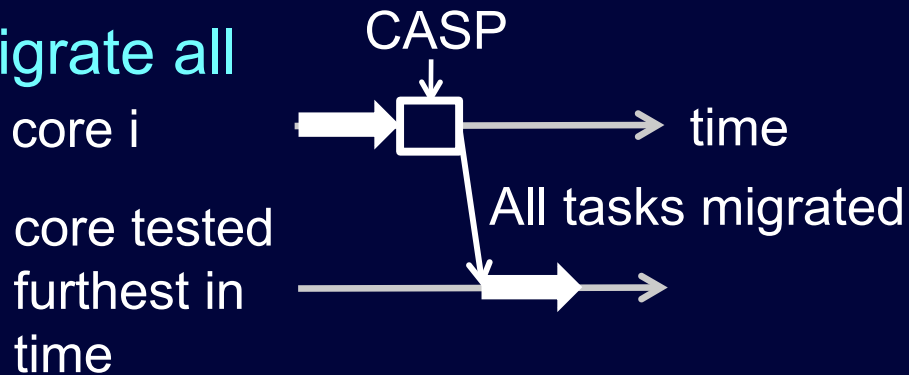 igrate all
CASP
core i
time
All tasks migrated
core tested
furthest in
time